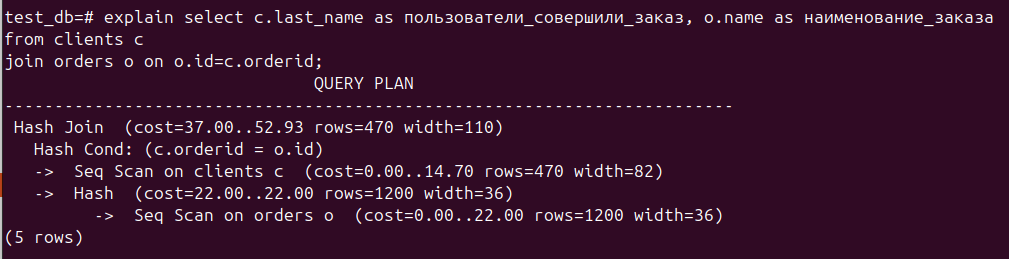 test_db=# explain select c.last_name as пользователи_совершили_заказ, o.name as наименование_заказа
from clients c
join orders o on o.id=c.orderid;
QUERY PLAN
-------------------------------------------------------------------------
Hash Join  (cost=37.00..52.93 rows=470 width=110)
Hash Cond: (c.orderid = o.id)
->  Seq Scan on clients c  (cost=0.00..14.70 rows=470 width=82)
->  Hash  (cost=22.00..22.00 rows=1200 width=36)
->  Seq Scan on orders o  (cost=0.00..22.00 rows=1200 width=36)
(5 rows)